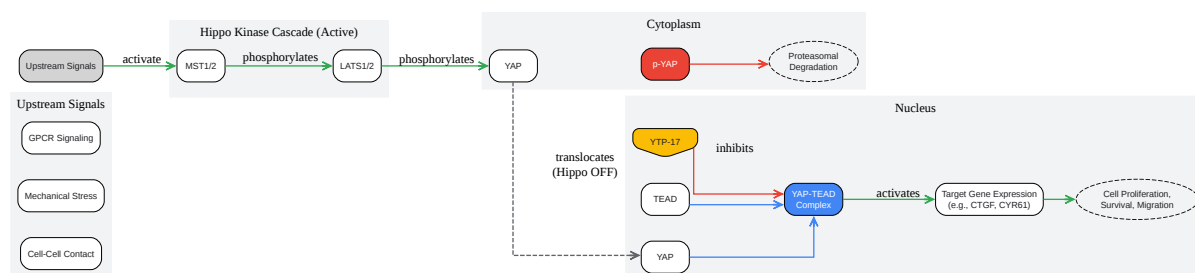 Hippo Kinase Cascade (Active)
Cytoplasm
Upstream Signals
activate
MST1/2
phosphorylates
LATS1/2
phosphorylates
YAP
p-YAP
Proteasomal
Degradation
Upstream Signals
GPCR Signaling
Mechanical Stress
Cell-Cell Contact
translocates
(Hippo OFF)
Nucleus
YTP-17
inhibits
TEAD
YAP-TEAD
Complex
activates
Target Gene Expression
(e.g., CTGF, CYR61)
Cell Proliferation,
Survival, Migration
YAP